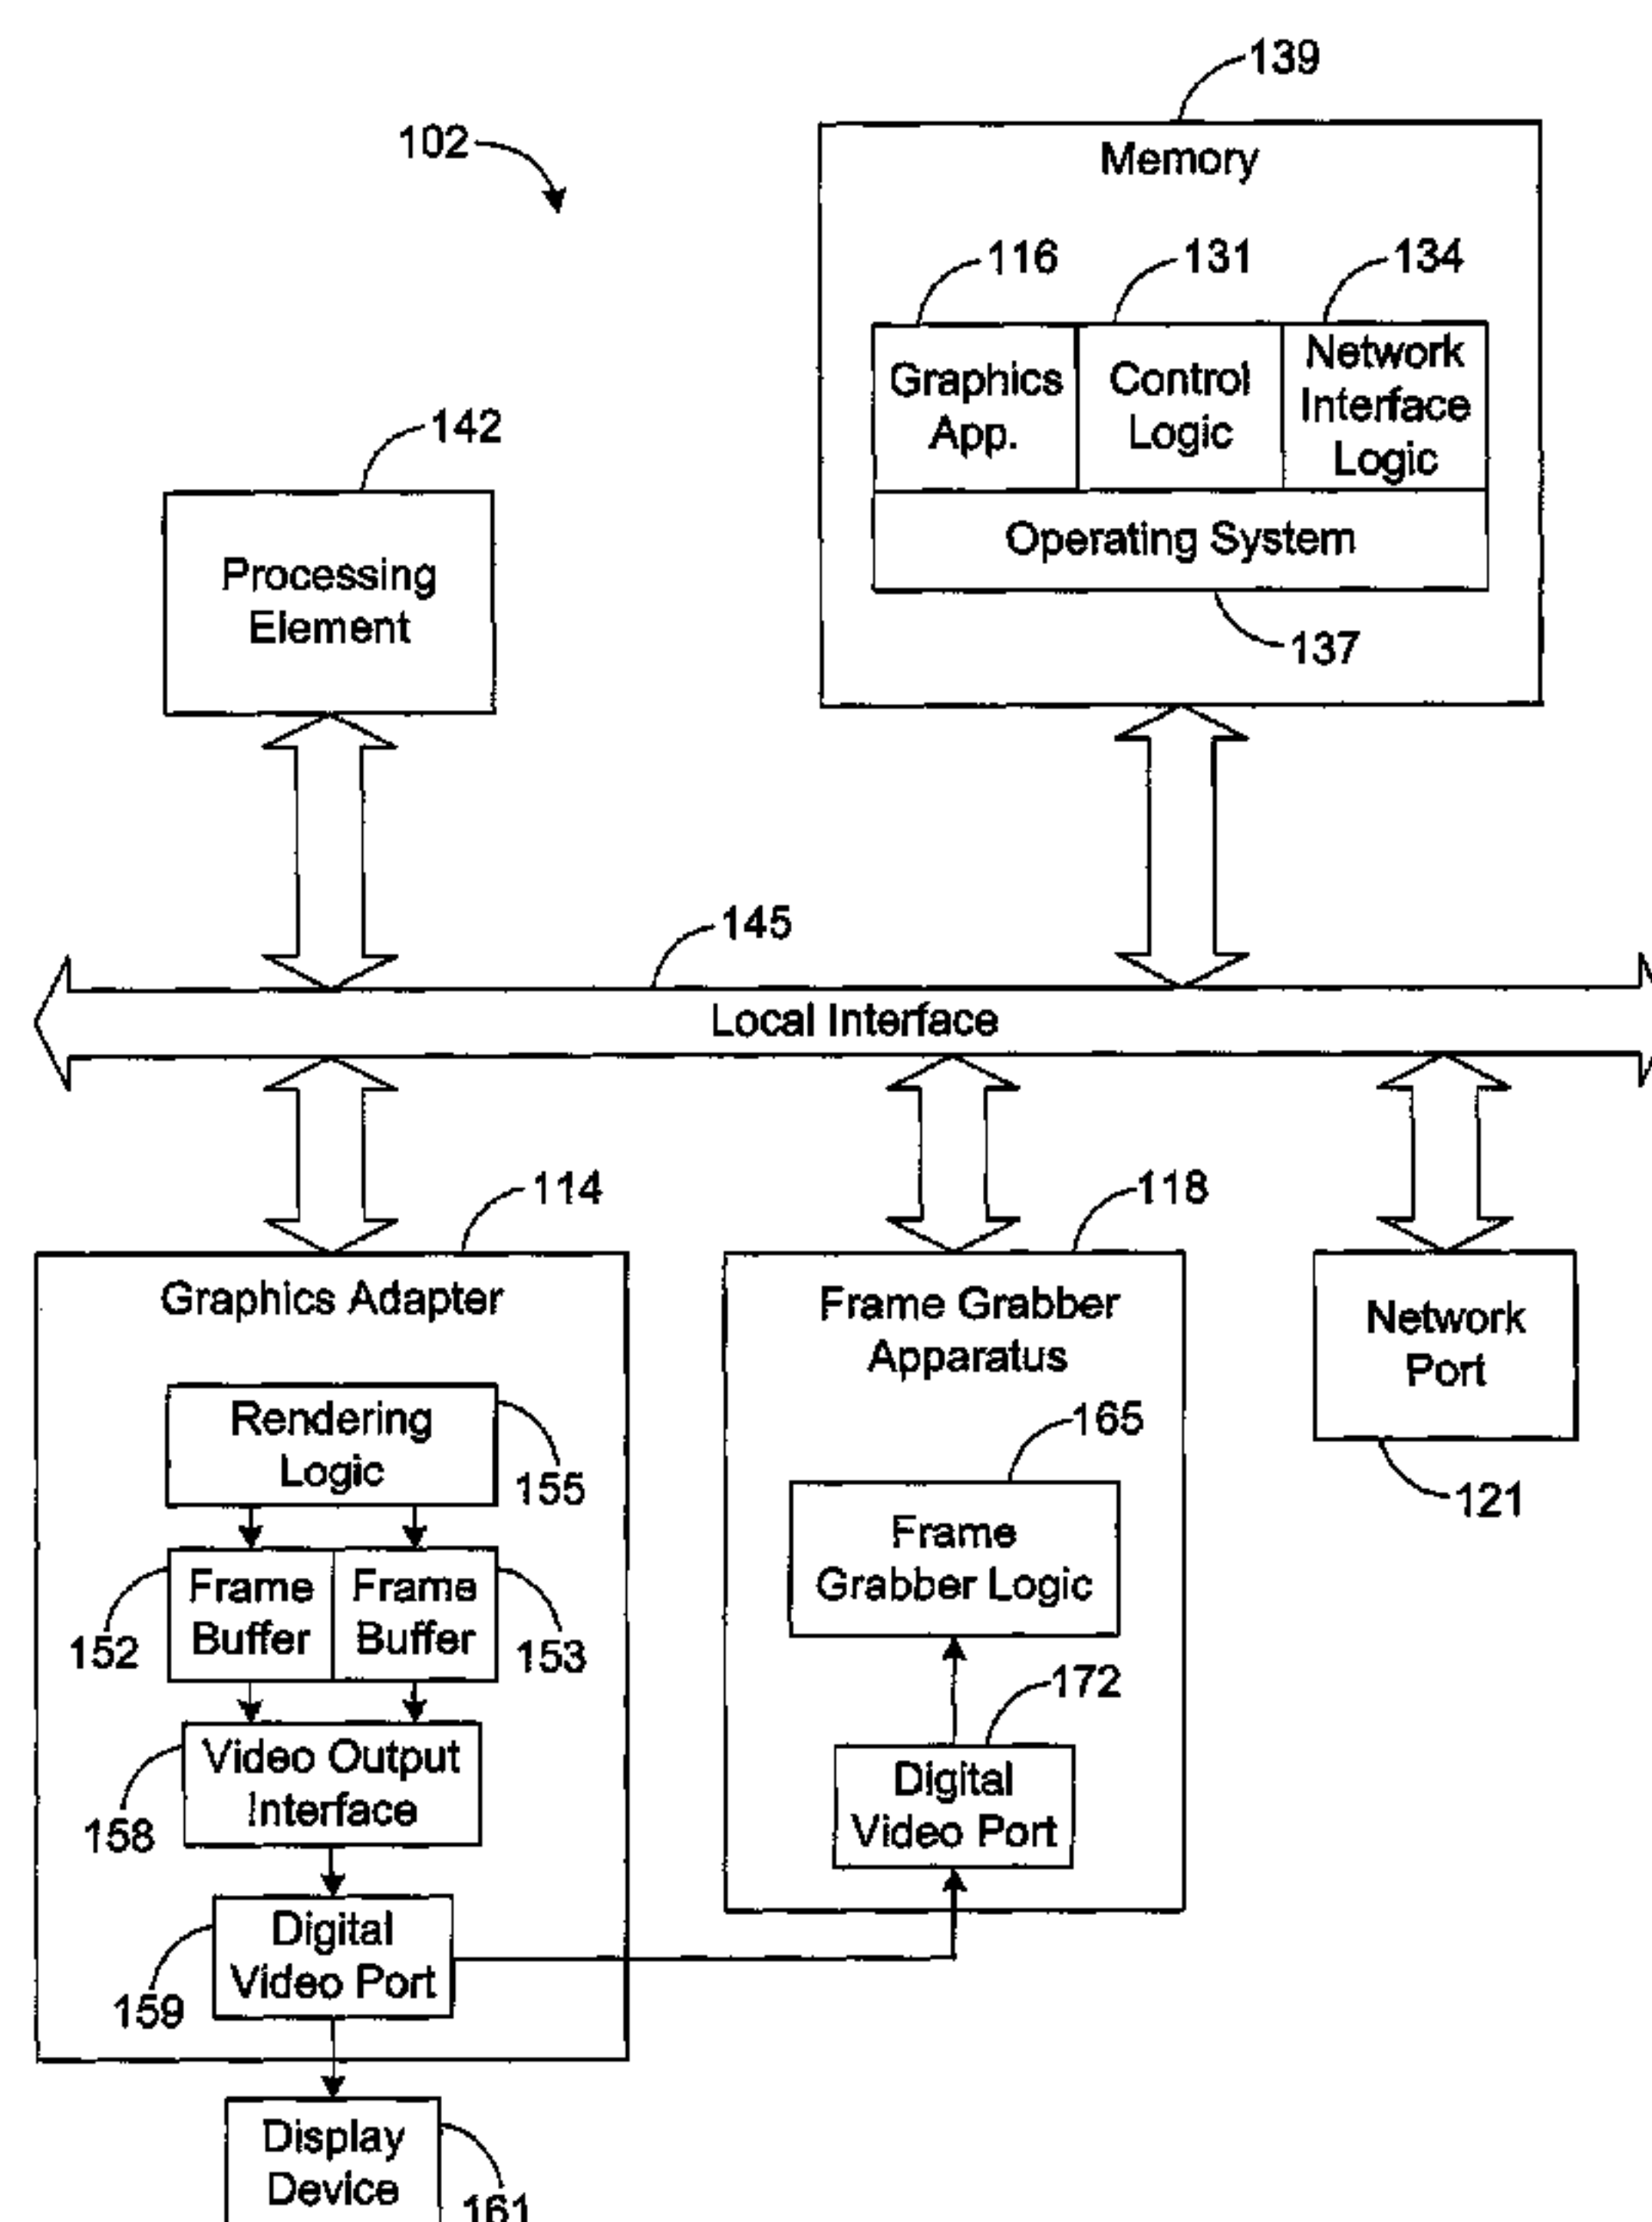 139
102
Memory
116
131
134
Graphics
App.
Control
Logic
Network
Interface
Logic
Operating System
137
142
Processing
Element
145
Local Interface
114
Graphics Adapter
Rendering
Logic
155
Frame
Buffer
Frame
Buffer
152
153
Video Output
Interface
158
Digital
Video Port
159
Display
Device
161
118
Frame Grabber
Apparatus
165
Frame
Grabber Logic
172
Digital
Video Port
Network
Port
121